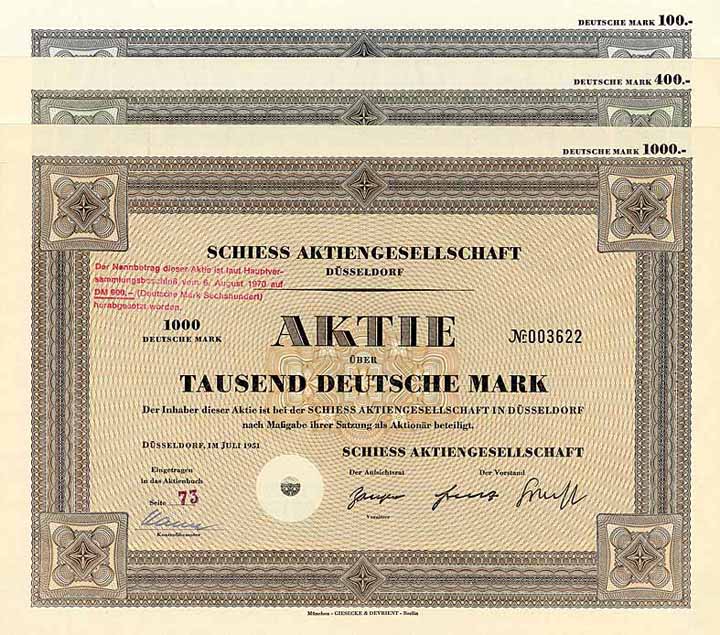 DEUTSCHE MARK 100.-
DEUTSCHE MARK 400.-
DEUTSCHE MARK 1000.-
SCHIESS AKTIENGESELLSCHAFT
DÜSSELDORF
Der Nennbetrag dieser Aktie ist laut Hauptver-
sammlungsbeschluß vom 6. August 1970 auf
DM 600,- (Deutsche Mark Sechshundert)
herabgesetzt worden.
1000
DEUTSCHE MARK
AKTIE
№ 003622
ÜBER
TAUSEND DEUTSCHE MARK
Der Inhaber dieser Aktie ist bei der SCHIESS AKTIENGESELLSCHAFT IN DÜSSELDORF
nach Maßgabe ihrer Satzung als Aktionär beteiligt.
DÜSSELDORF, IM JULI 1951
SCHIESS AKTIENGESELLSCHAFT
Eingetragen
in das Aktienbuch
Seite 73
Der Aufsichtsrat
Der Vorstand
Vorsitzer
Kontrollbeamter
München - GIESECKE & DEVRIENT - Berlin